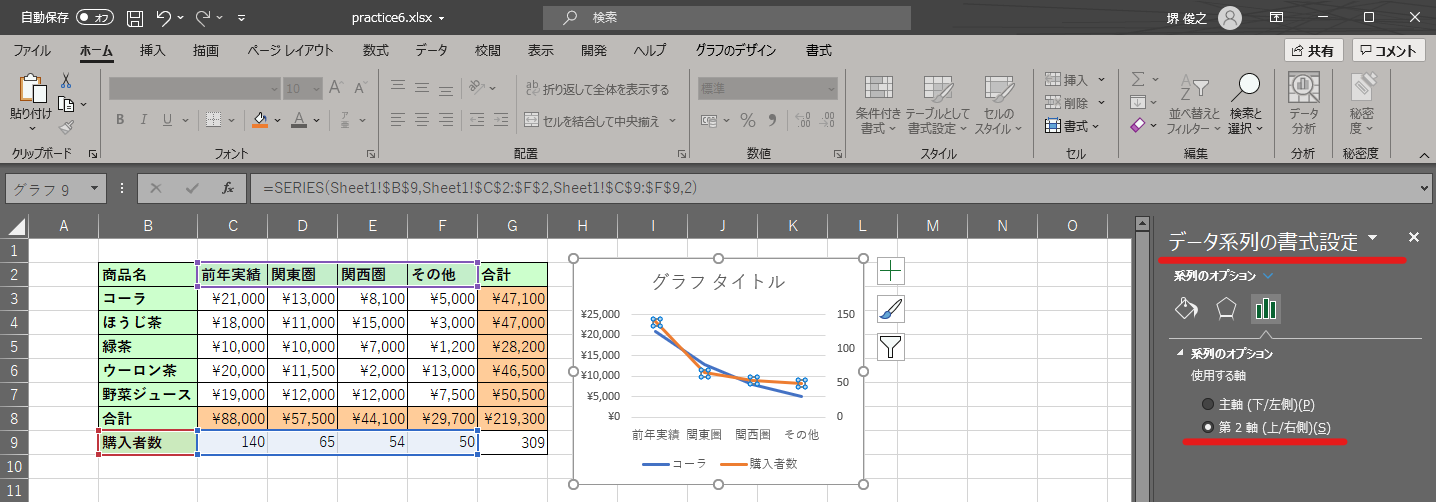 自動保存 オフ practice6.xlsx 検索 堺 俊之
ファイル ホーム 挿入 描画 ページ レイアウト 数式 データ 校閲 表示 開発 ヘルプ グラフのデザイン 書式 共有 コメント
貼り付け
クリップボード
10
B I U
フォント
折り返して全体を表示する
セルを結合して中央揃え
配置
標準
数値
条件付き書式
テーブルとして書式設定
セルのスタイル
スタイル
挿入
削除
書式
セル
並べ替えとフィルター
検索と選択
編集
データ分析
分析
秘密度
秘密度
グラフ 9 fx =SERIES(Sheet1!$B$9,Sheet1!$C$2:$F$2,Sheet1!$C$9:$F$9,2)
A B C D E F G H I J K L M N O
1
2 商品名 前年実績 関東圏 関西圏 その他 合計
3 コーラ ¥21,000 ¥13,000 ¥8,100 ¥5,000 ¥47,100
4 ほうじ茶 ¥18,000 ¥11,000 ¥15,000 ¥3,000 ¥47,000
5 緑茶 ¥10,000 ¥10,000 ¥7,000 ¥1,200 ¥28,200
6 ウーロン茶 ¥20,000 ¥11,500 ¥2,000 ¥13,000 ¥46,500
7 野菜ジュース ¥19,000 ¥12,000 ¥12,000 ¥7,500 ¥50,500
8 合計 ¥88,000 ¥57,500 ¥44,100 ¥29,700 ¥219,300
9 購入者数 140 65 54 50 309
10
11
グラフ タイトル
¥25,000 150
¥20,000
¥15,000 100
¥10,000 50
¥5,000
¥0 0
前年実績 関東圏 関西圏 その他
コーラ 購入者数
データ系列の書式設定
系列のオプション
系列のオプション
使用する軸
主軸 (下/左側)(P)
第 2 軸 (上/右側)(S)